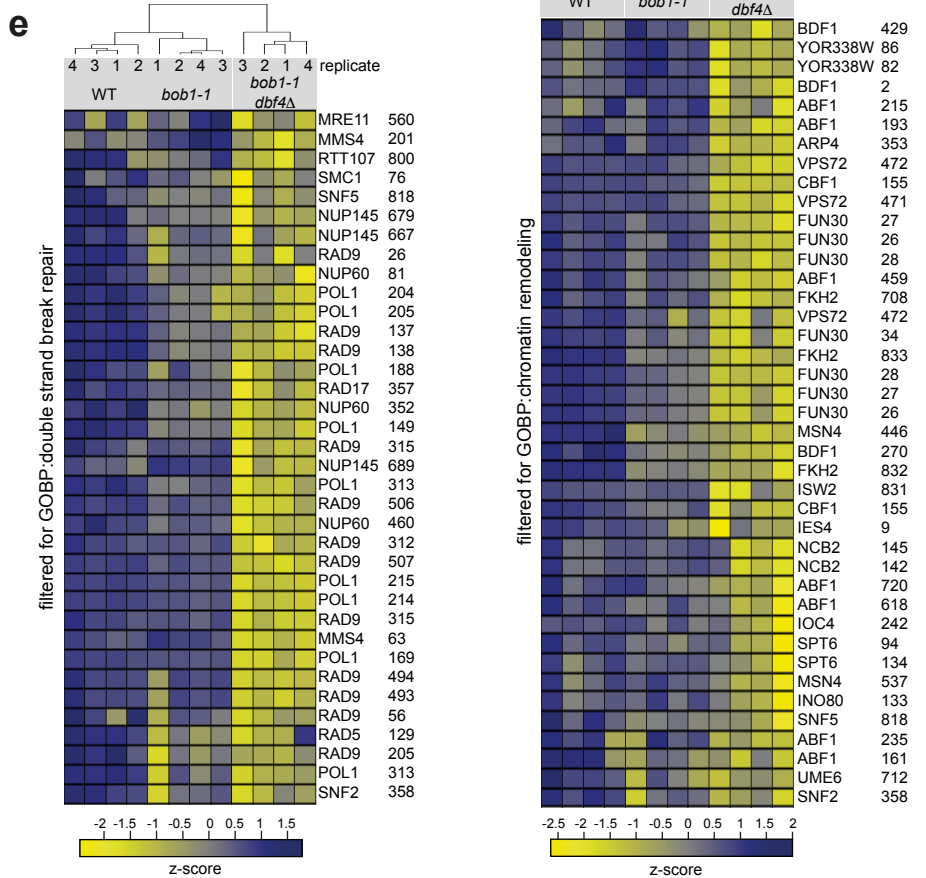 e
4 3 1 2 1 2 4 3 3 2 1 4 replicate
WT bob1-1 bob1-1
dbf4Δ
filtered for GOBP:double strand break repair
MRE11 560
MMS4 201
RTT107 800
SMC1 76
SNF5 818
NUP145 679
NUP145 667
RAD9 26
NUP60 81
POL1 204
POL1 205
RAD9 137
RAD9 138
POL1 188
RAD17 357
NUP60 352
POL1 149
RAD9 315
NUP145 689
POL1 313
RAD9 506
NUP60 460
RAD9 312
RAD9 507
POL1 215
POL1 214
RAD9 315
MMS4 63
POL1 169
RAD9 494
RAD9 493
RAD9 56
RAD5 129
RAD9 205
POL1 313
SNF2 358
-2 -1.5 -1 -0.5 0 0.5 1 1.5
z-score
WT bob1-1
dbf4Δ
filtered for GOBP:chromatin remodeling
BDF1 429
YOR338W 86
YOR338W 82
BDF1 2
ABF1 215
ABF1 193
ARP4 353
VPS72 472
CBF1 155
VPS72 471
FUN30 27
FUN30 26
FUN30 28
ABF1 459
FKH2 708
VPS72 472
FUN30 34
FKH2 833
FUN30 28
FUN30 27
FUN30 26
MSN4 446
BDF1 270
FKH2 832
ISW2 831
CBF1 155
IES4 9
NCB2 145
NCB2 142
ABF1 720
ABF1 618
IOC4 242
SPT6 94
SPT6 134
MSN4 537
INO80 133
SNF5 818
ABF1 235
ABF1 161
UME6 712
SNF2 358
-2.5 -2 -1.5 -1 -0.5 0 0.5 1 1.5 2
z-score